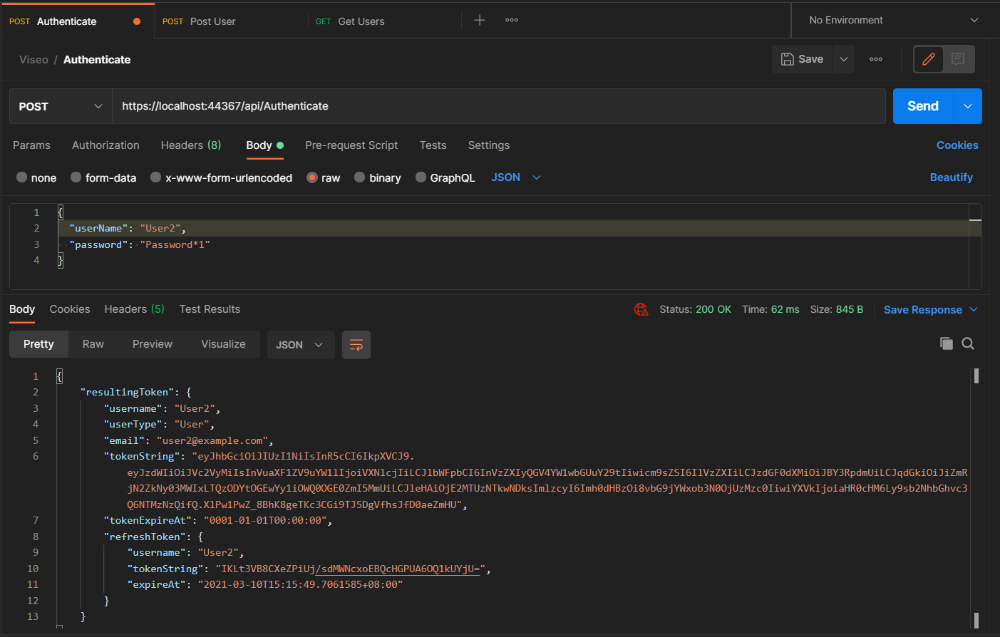 POST Authenticate POST Post User GET Get Users No Environment
Viseo / Authenticate Save
POST https://localhost:44367/api/Authenticate Send
Params Authorization Headers (8) Body Pre-request Script Tests Settings Cookies
none form-data x-www-form-urlencoded raw binary GraphQL JSON Beautify
1 {
2 "userName": "User2",
3 "password": "Password*1"
4 }
Body Cookies Headers (5) Test Results Status: 200 OK Time: 62 ms Size: 845 B Save Response
Pretty Raw Preview Visualize JSON
1 {
2 "resultingToken": {
3 "username": "User2",
4 "userType": "User",
5 "email": "user2@example.com",
6 "tokenString": "eyJhbGciOiJIUzI1NiIsInR5cCI6IkpXVCJ9.
eyJzdWIiOiJVc2VyMiIsInVuaXF1ZV9uYW1lIjoiVXNlcjIiLCJlbWFpbCI6InVzZXIyQGV4YW1wbGUuY29tIiwicm9sZSI6IlVzZXIiLCJzdGF0dXMiOiJBY3RpdmUiLCJqdGkiOiJiZmR
jN2ZkNy03MWIxLTQzODYtOGEwYy1iOWQ0OGE0ZmI5MmUiLCJleHAiOjE2MTUzNTkwNDksImlzcyI6Imh0dHBzOi8vbG9jYWxob3N0OjUzMzc0IiwiYXVkIjoiaHR0cHM6Ly9sb2NhbGhvc3
Q6NTMzNzQifQ.XlPw1PwZ_8BhK8geTKc3CGi9TJ5DgVfhsJfD0aeZmHU",
7 "tokenExpireAt": "0001-01-01T00:00:00",
8 "refreshToken": {
9 "username": "User2",
10 "tokenString": "IKLt3VB8CXeZPiUj/sdMWNcxoEBQcHGPUA6OQ1kUYjU=",
11 "expireAt": "2021-03-10T15:15:49.7061585+08:00"
12 }
13 }